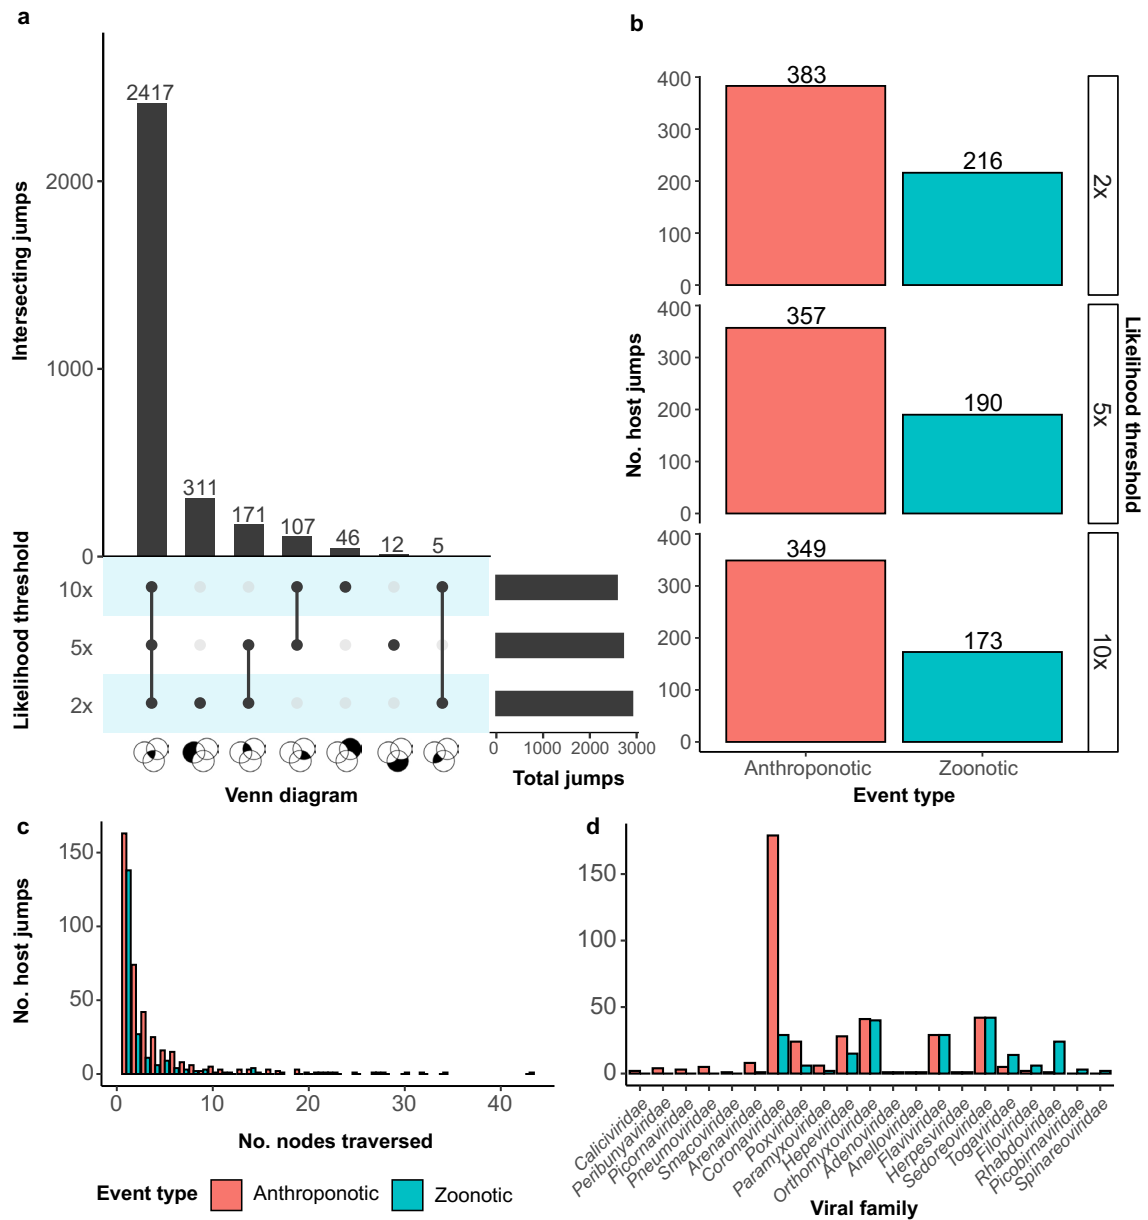 a
Intersecting jumps
2000
1000
0
2417
311
171
107
46
12
5
Likelihood threshold
10x
5x
2x
Venn diagram
0
1000
2000
3000
Total jumps
b
No. host jumps
400
300
200
100
0
383
216
2x
400
300
200
100
0
357
190
5x
400
300
200
100
0
349
173
10x
Likelihood threshold
Anthroponotic
Zoonotic
Event type
c
No. host jumps
150
100
50
0
0
10
20
30
40
No. nodes traversed
Event type
Anthroponotic
Zoonotic
d
150
100
50
0
Caliciviridae
Peribunyaviridae
Picornaviridae
Pneumoviridae
Smacoviridae
Arenaviridae
Coronaviridae
Poxviridae
Paramyxoviridae
Hepeviridae
Orthomyxoviridae
Adenoviridae
Anelloviridae
Flaviviridae
Herpesviridae
Sedoreoviridae
Togaviridae
Filoviridae
Rhabdoviridae
Picobirnaviridae
Spinareoviridae
Viral family